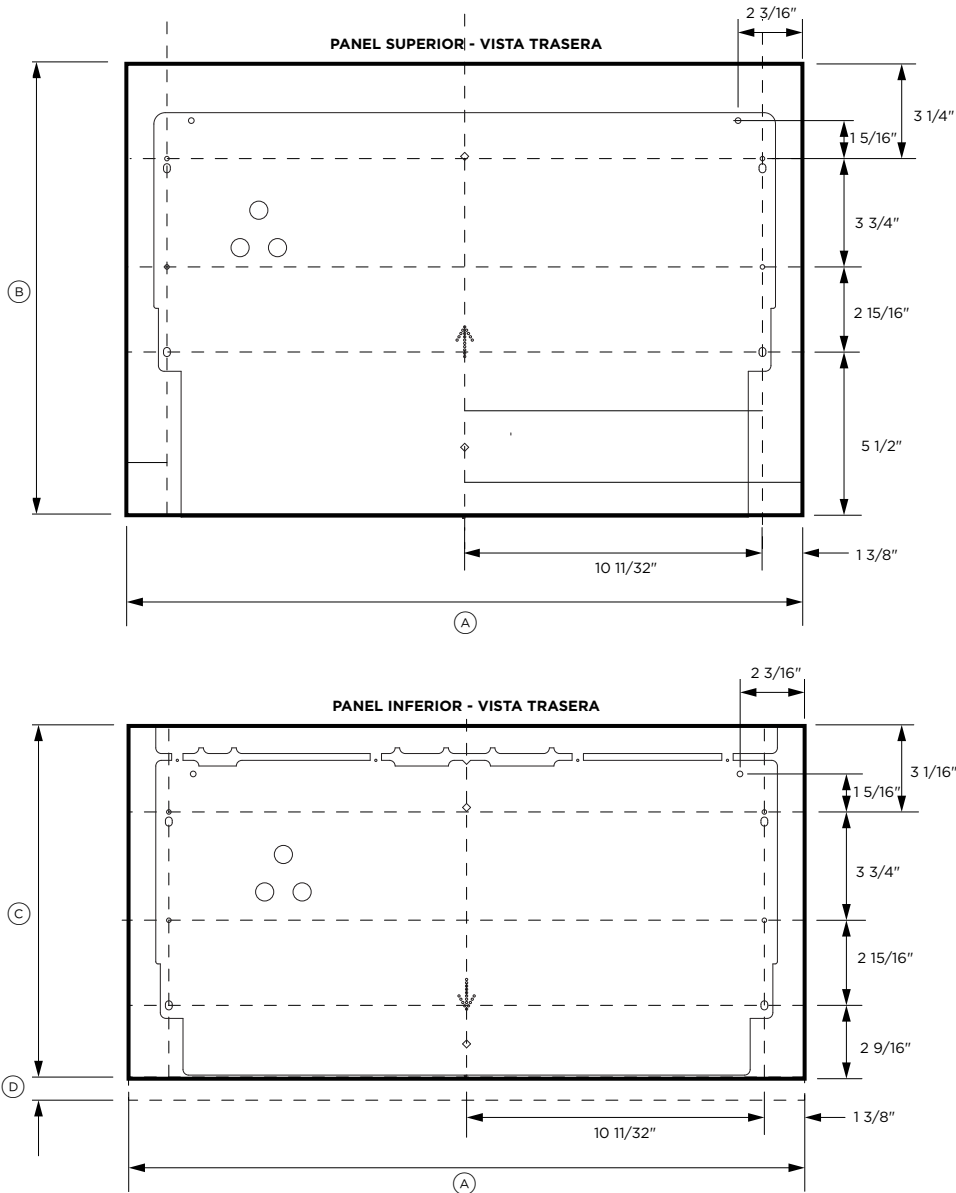 2 3/16"
PANEL SUPERIOR - VISTA TRASERA
3 1/4"
1 5/16"
3 3/4"
B
2 15/16"
5 1/2"
1 3/8"
10 11/32"
A
2 3/16"
PANEL INFERIOR - VISTA TRASERA
3 1/16"
1 5/16"
3 3/4"
C
2 15/16"
2 9/16"
D
1 3/8"
10 11/32"
A